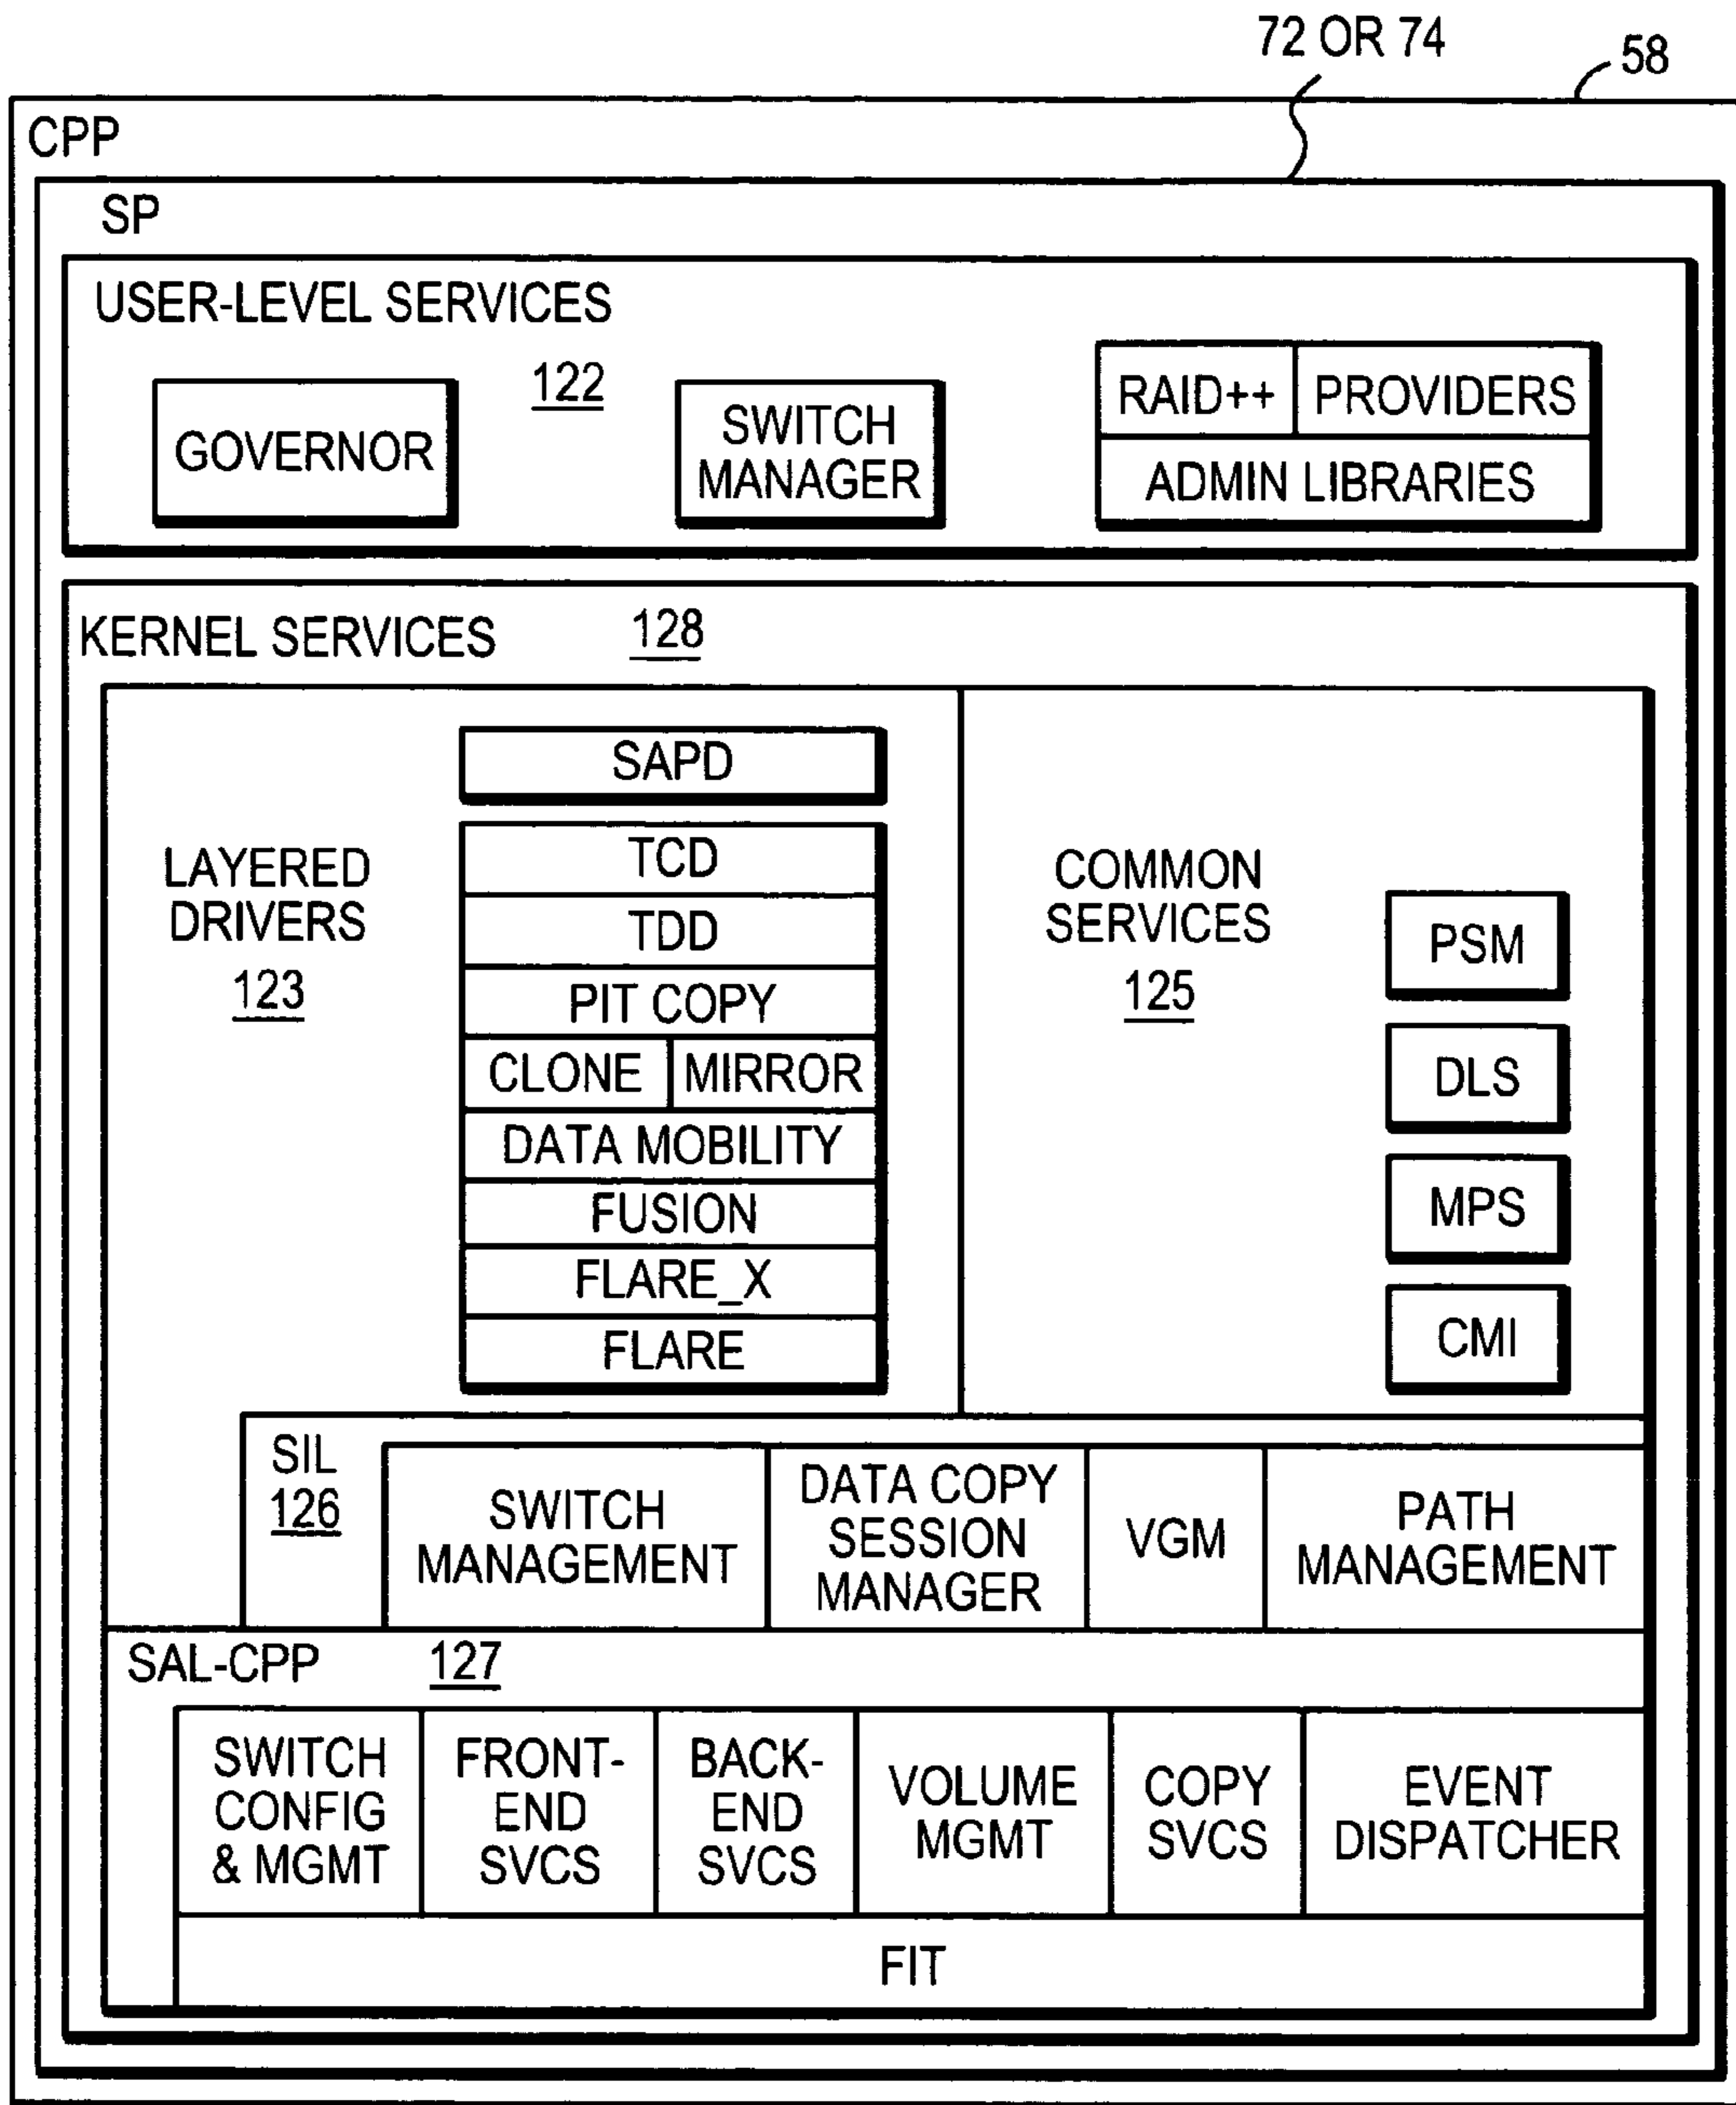 72 OR 74
58
CPP
SP
USER-LEVEL SERVICES
122
GOVERNOR
SWITCH
MANAGER
RAID++
PROVIDERS
ADMIN LIBRARIES
KERNEL SERVICES
128
LAYERED
DRIVERS
123
SAPD
TCD
TDD
PIT COPY
CLONE
MIRROR
DATA MOBILITY
FUSION
FLARE_X
FLARE
COMMON
SERVICES
125
PSM
DLS
MPS
CMI
SIL
126
SWITCH
MANAGEMENT
DATA COPY
SESSION
MANAGER
VGM
PATH
MANAGEMENT
SAL-CPP
127
SWITCH
CONFIG
& MGMT
FRONT-
END
SVCS
BACK-
END
SVCS
VOLUME
MGMT
COPY
SVCS
EVENT
DISPATCHER
FIT